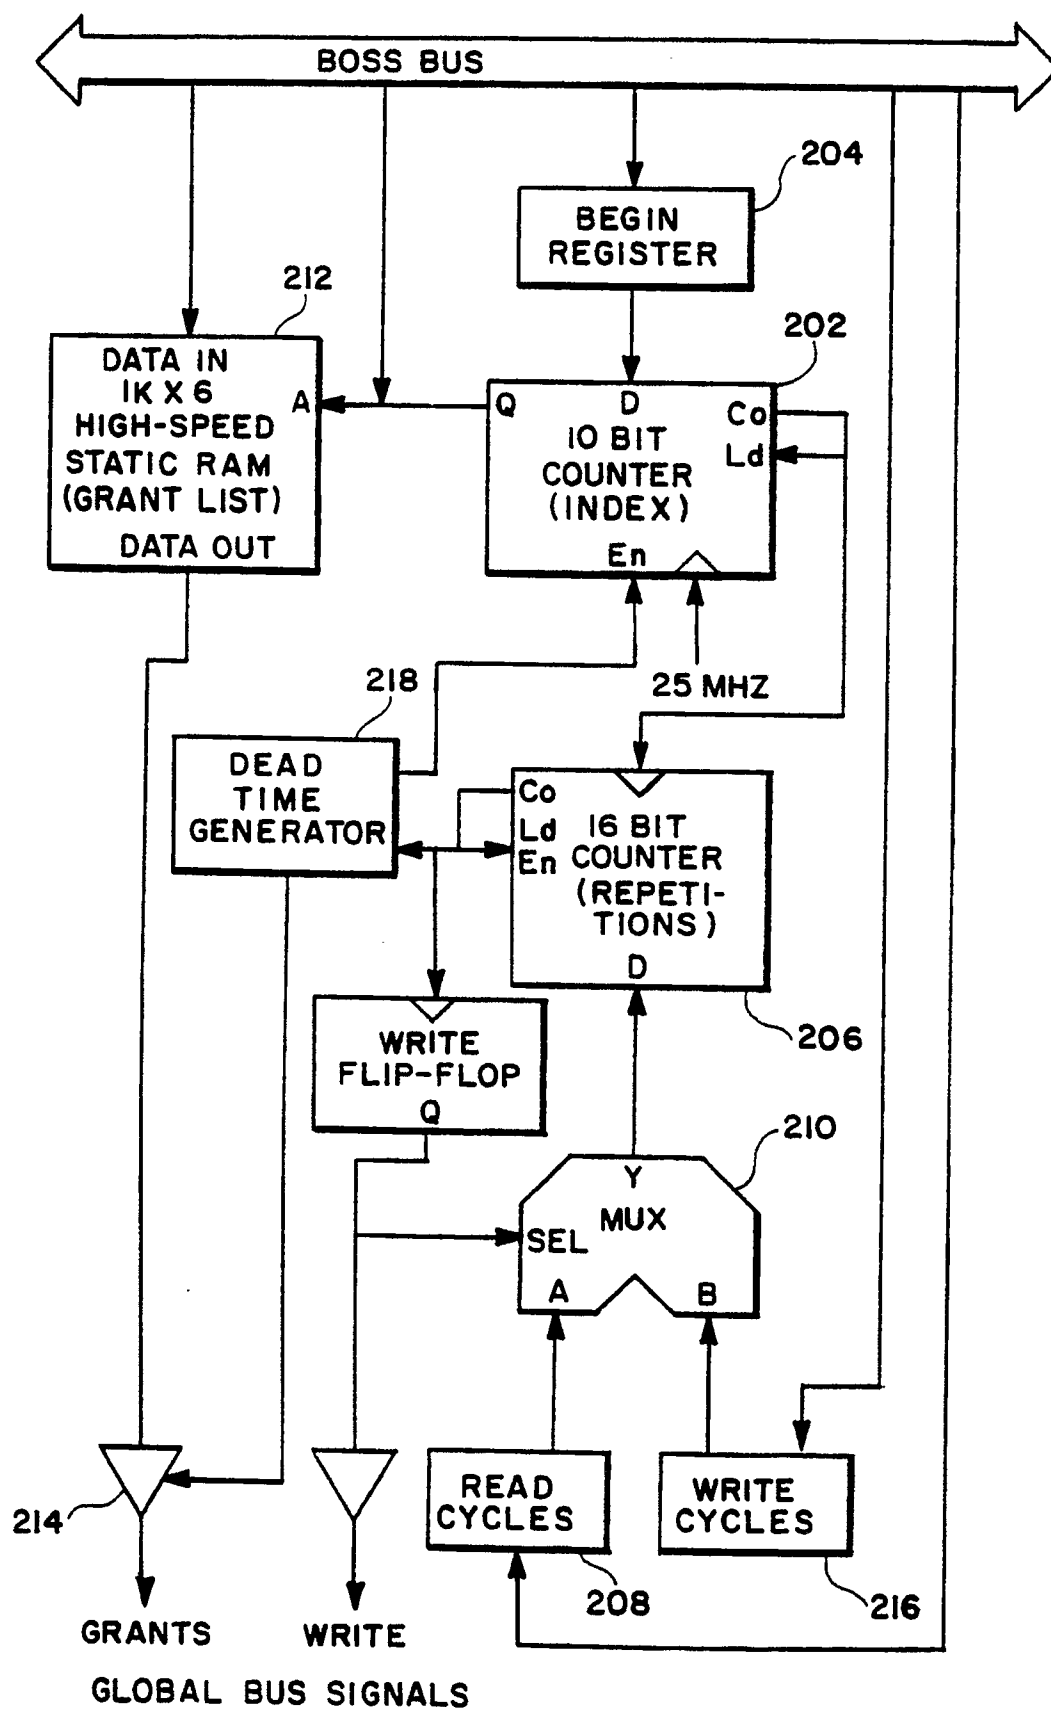 BOSS BUS
204
BEGIN
REGISTER
212
202
DATA IN
1K X 6
HIGH-SPEED
STATIC RAM
(GRANT LIST)
DATA OUT
A
Q
D
Co
Ld
10 BIT
COUNTER
(INDEX)
En
25 MHZ
218
DEAD
TIME
GENERATOR
Co
Ld
En
16 BIT
COUNTER
(REPETI-
TIONS)
D
206
WRITE
FLIP-FLOP
Q
210
Y
MUX
SEL
A
B
READ
CYCLES
WRITE
CYCLES
214
208
216
GRANTS
WRITE
GLOBAL BUS SIGNALS